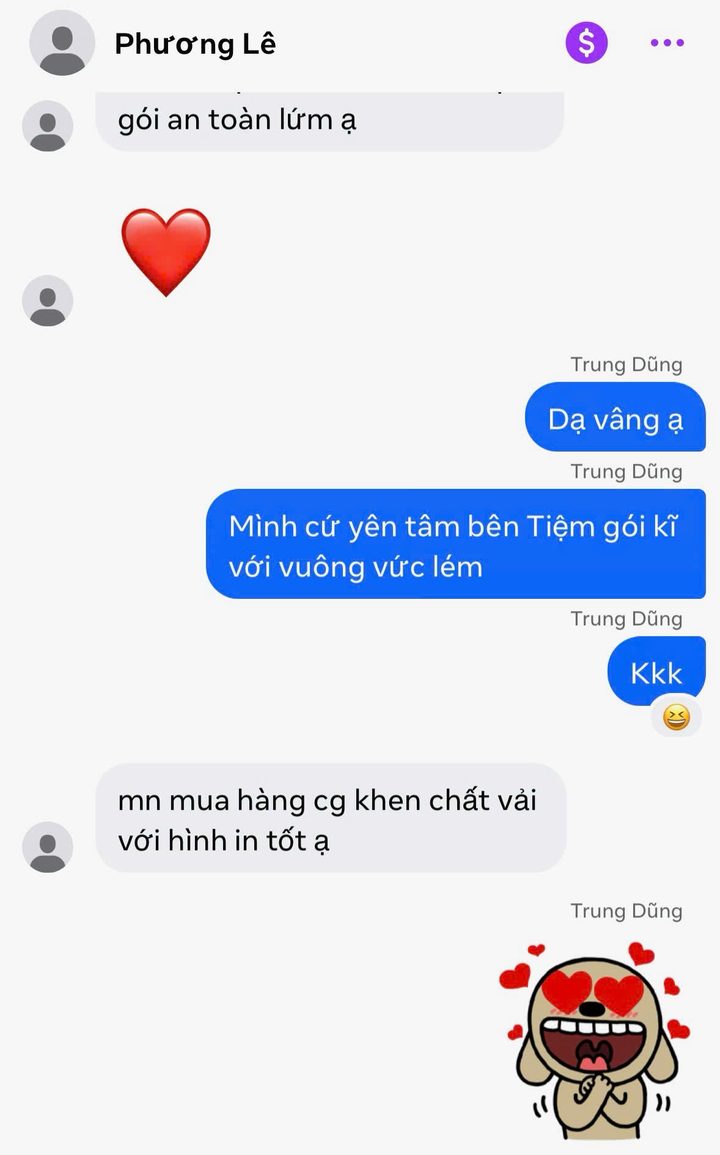 Phương Lê
gói an toàn lứm ạ
Trung Dũng
Dạ vâng ạ
Trung Dũng
Mình cứ yên tâm bên Tiệm gói kĩ
với vuông vức lém
Trung Dũng
Kkk
mn mua hàng cg khen chất vải
với hình in tốt ạ
Trung Dũng